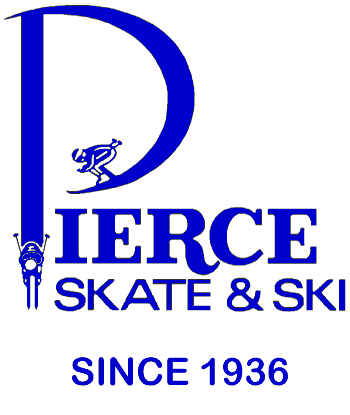 PIERCE
SKATE & SKI
SINCE 1936